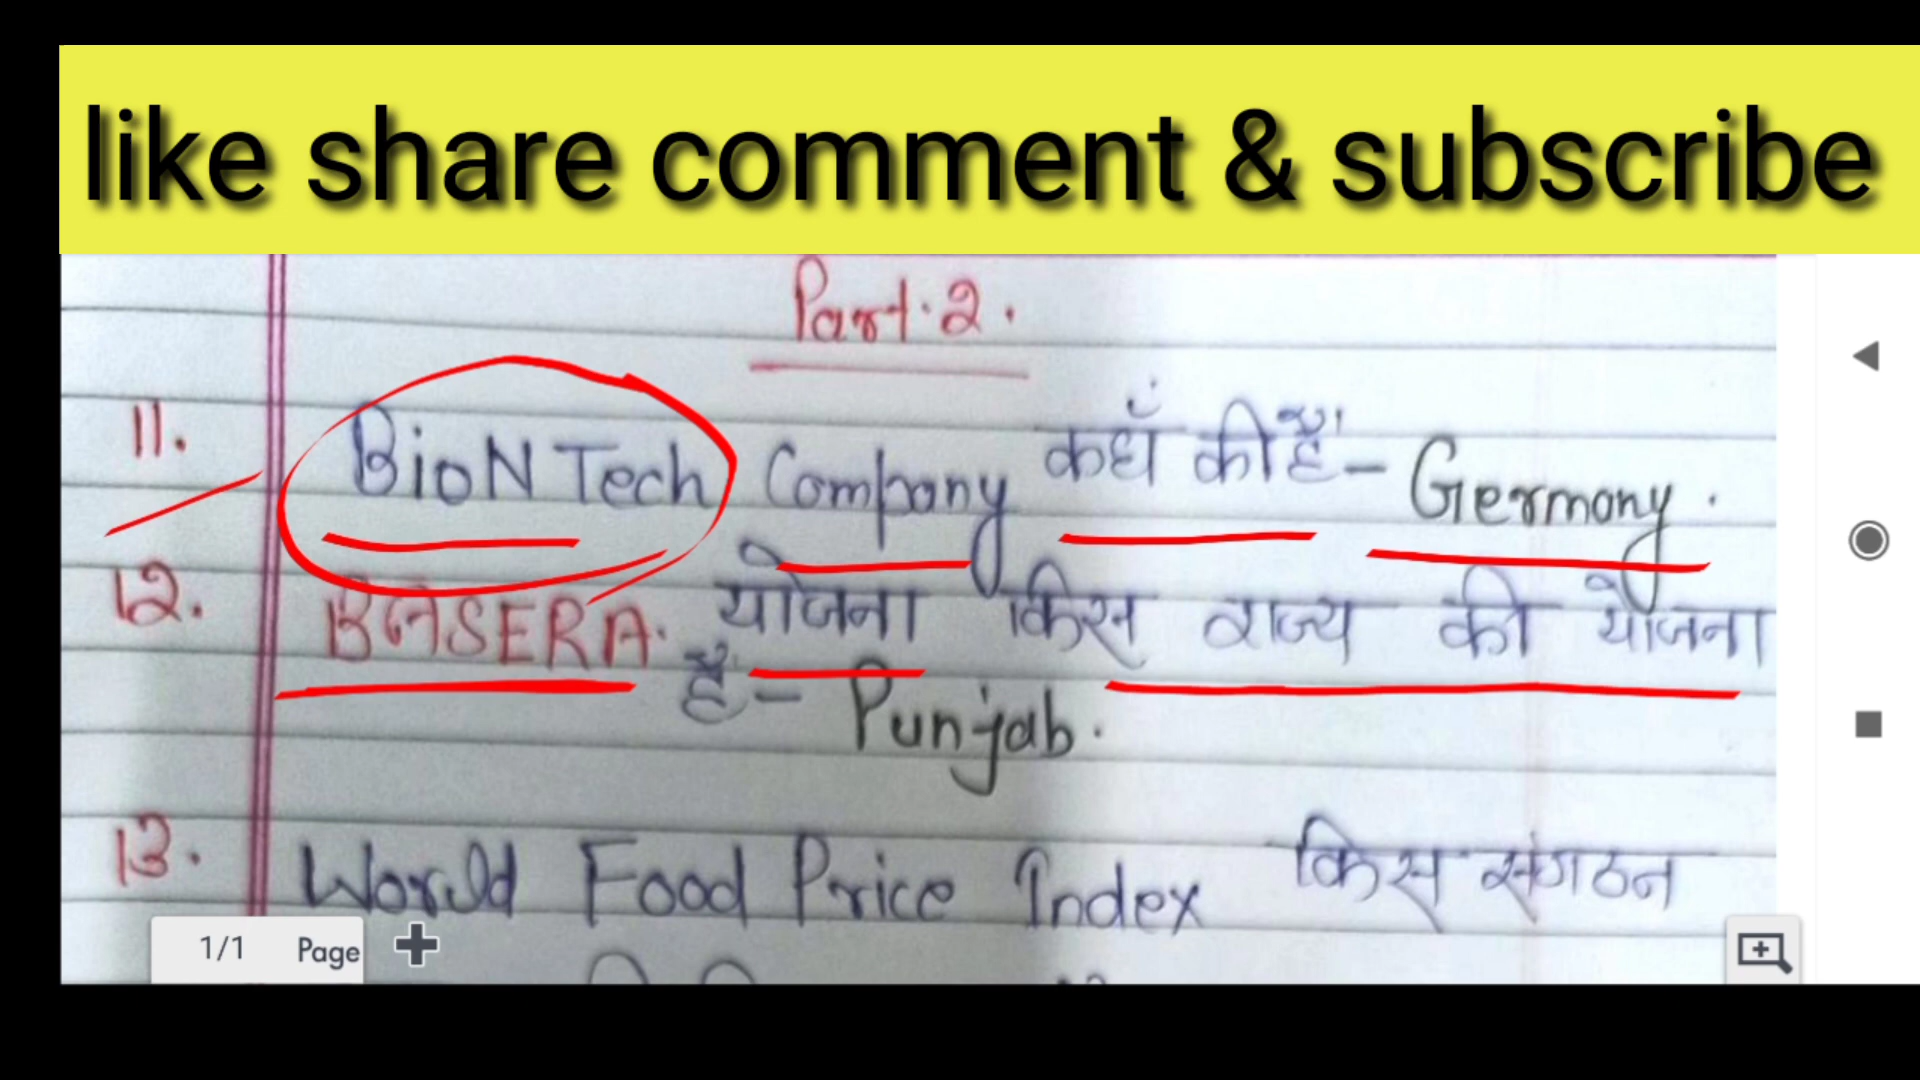 like share comment & subscribe
Part-2.
11. BioNTech Company कहाँ की है- Germany.
12. BASERA. योजना किस राज्य की योजना
है- Punjab.
13. World Food Price Index किस संगठन
1/1 Page